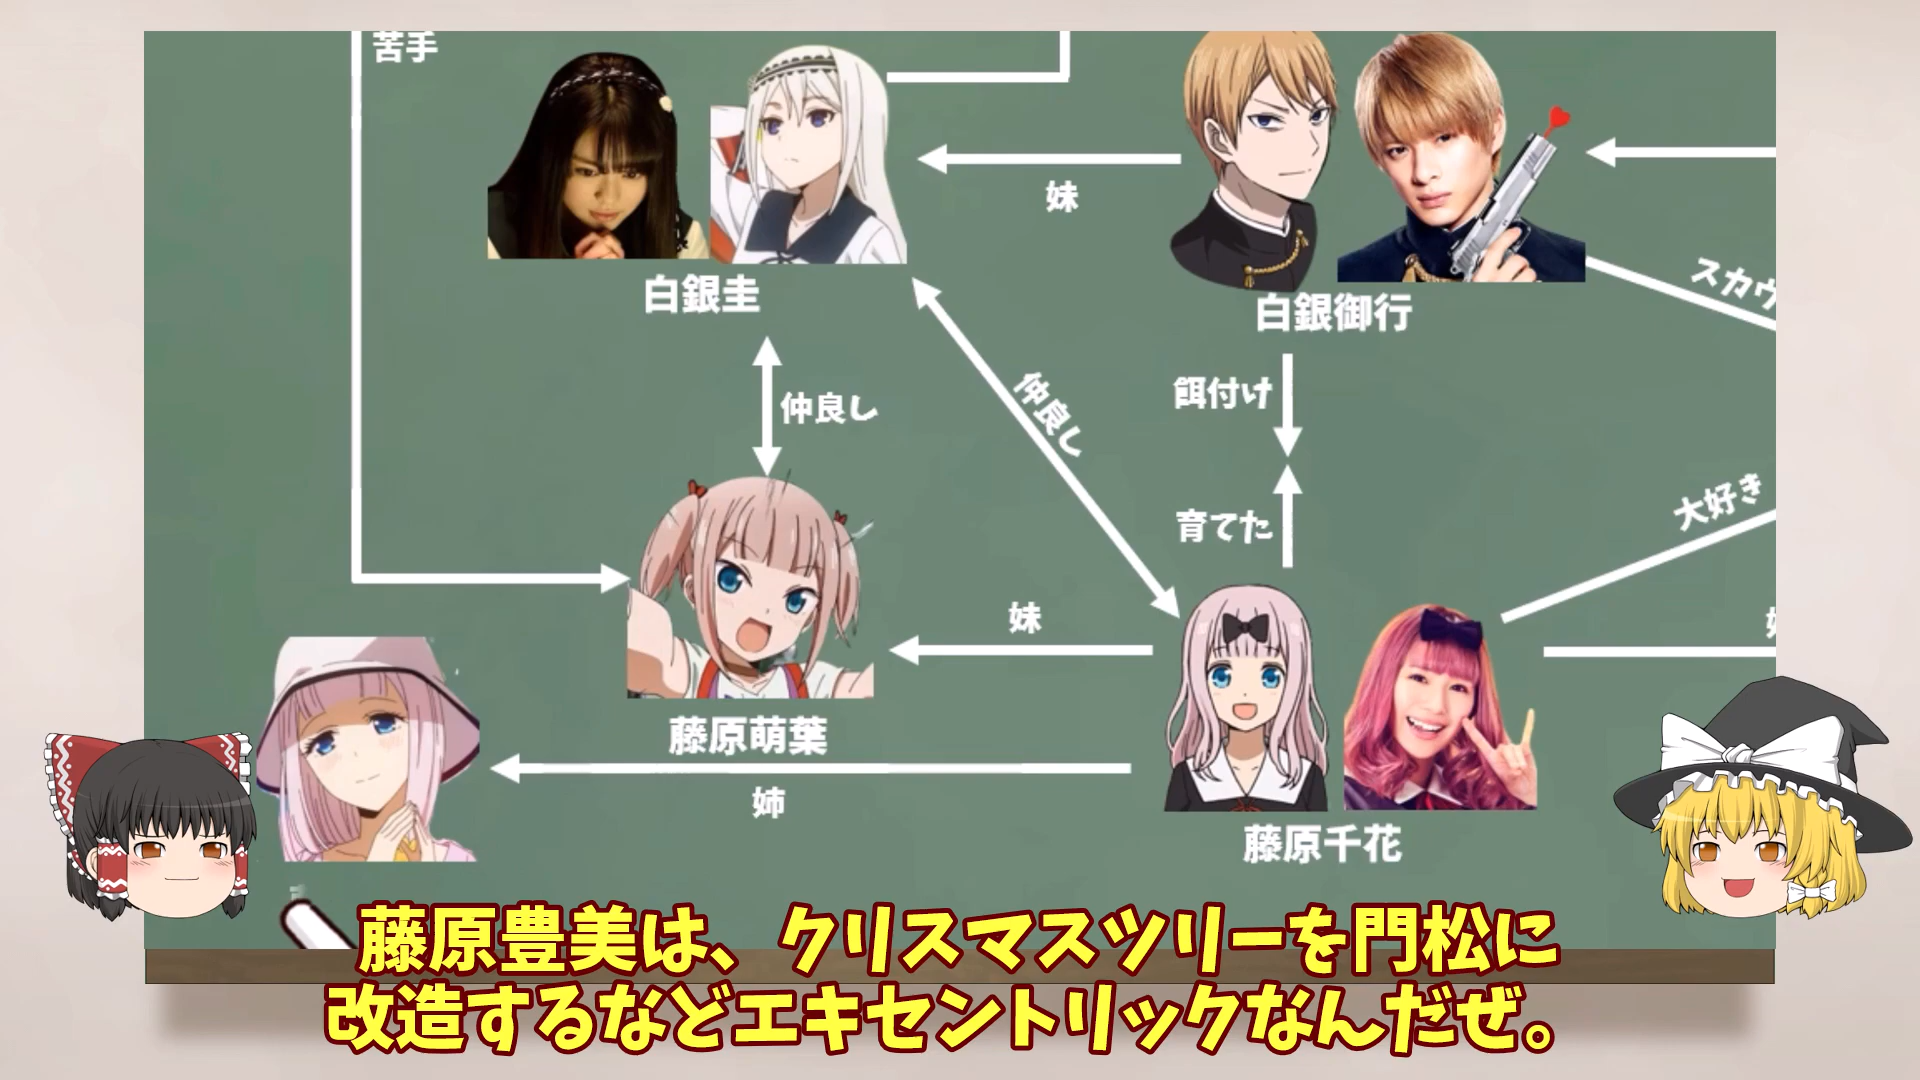 苦手
妹
白銀圭
白銀御行
スカウ
仲良し
仲良し
餌付け
育てた
大好き
妹
藤原萌葉
姉
藤原千花
藤原豊美は、クリスマスツリーを門松に
改造するなどエキセントリックなんだぜ。